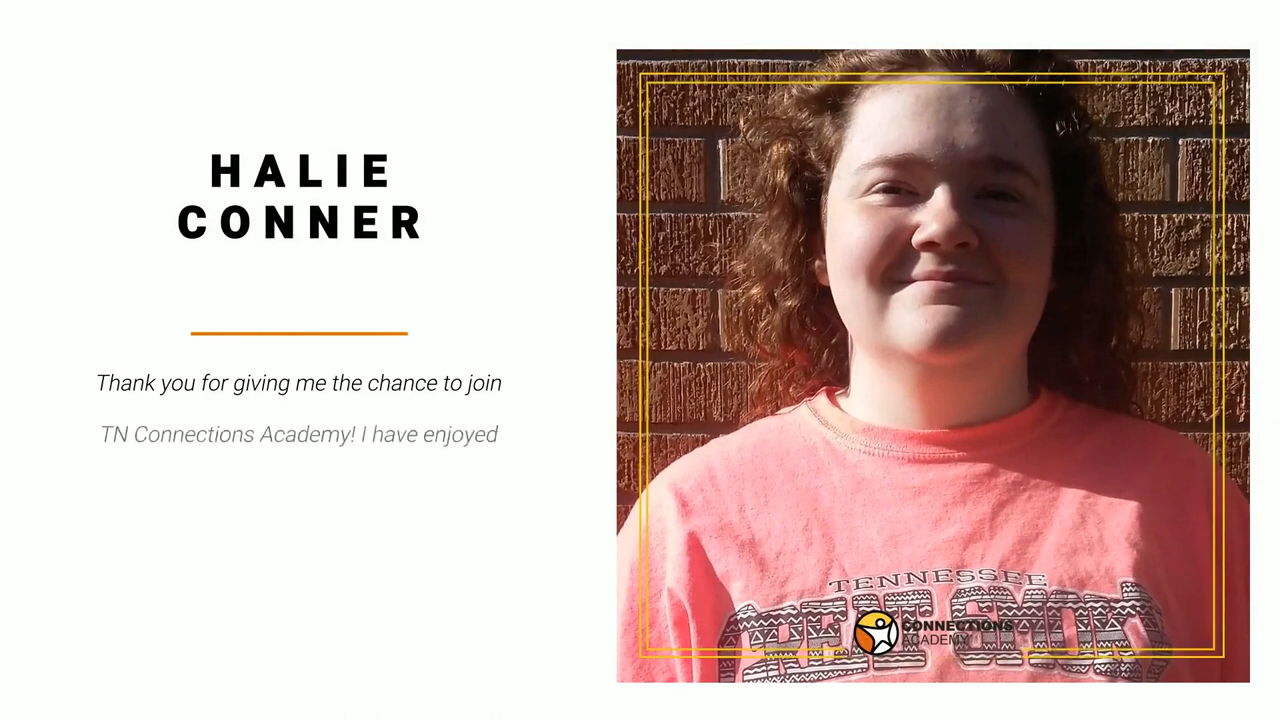 HALIE
CONNER
Thank you for giving me the chance to join
TN Connections Academy! I have enjoyed
TENNESSEE
CONNECTIONS
ACADEMY